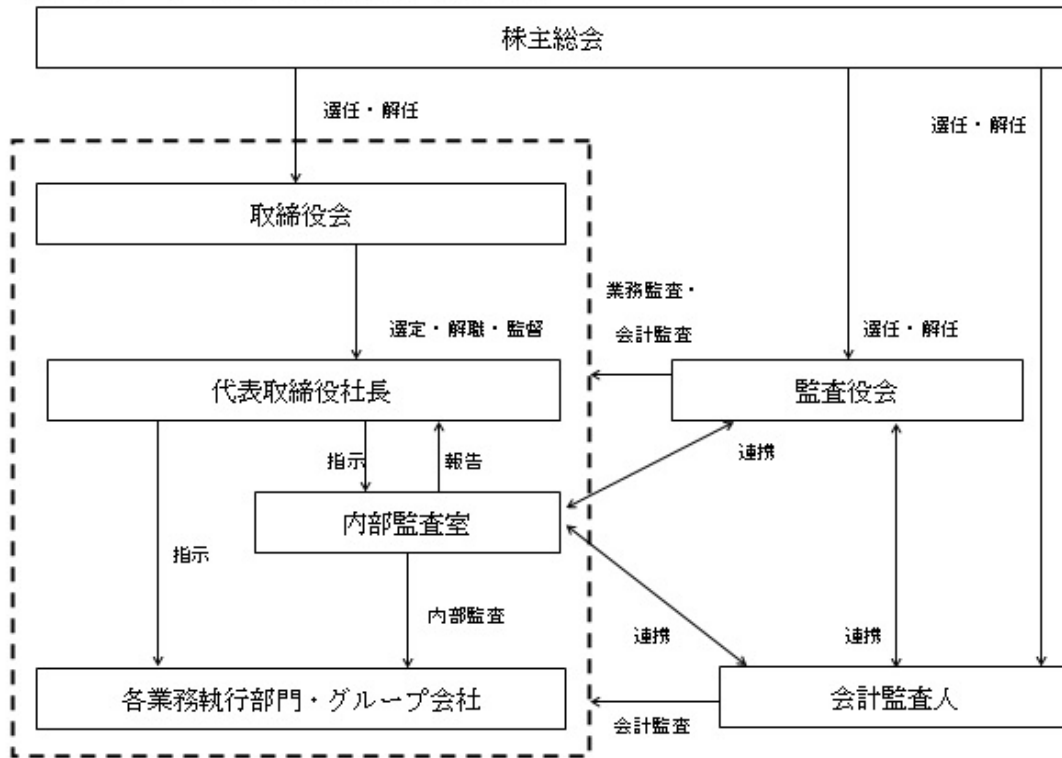 株主総会
選任・解任
選任・解任
取締役会
業務監査・
会計監査
選定・解職・監督
選任・解任
代表取締役社長
監査役会
指示
報告
連携
内部監査室
指示
内部監査
連携
連携
各業務執行部門・グループ会社
会計監査人
会計監査